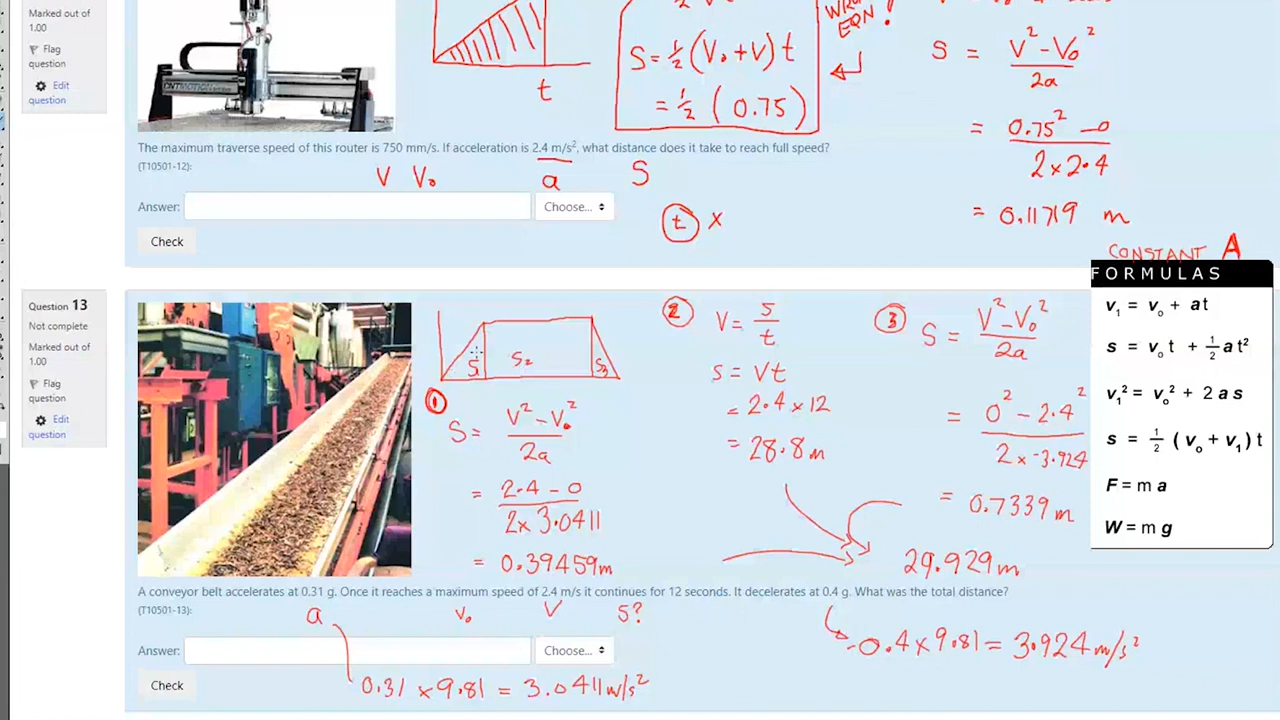 Marked out of
1.00
Flag
question
Edit
question
CNTMOTION
t
S = ½ (V₀ + V) t
= ½ ( 0.75 )
EQN !
S = V² - V₀² / 2a
= 0.75² - 0 / 2 x 2.4
= 0.11719 m
The maximum traverse speed of this router is 750 mm/s. If acceleration is 2.4 m/s², what distance does it take to reach full speed?
(T10501-12)
V V₀ a S
Answer:
Choose...
t x
Check
CONSTANT A
Question 13
Not complete
Marked out of
1.00
Flag
question
Edit
question
S₁ S₂ S₃
①
S = V² - V₀² / 2a
= 2.4 - 0 / 2 x 3.0411
= 0.39459m
②
V = s / t
s = Vt
= 2.4 x 12
= 28.8m
③
S = V² - V₀² / 2a
= 0² - 2.4² / 2 x -3.924
= 0.7339m
29.929m
FORMULAS
v₁ = v₀ + at
s = v₀t + ½ at²
v₁² = v₀² + 2as
s = ½ (v₀ + v₁) t
F = m a
W = m g
A conveyor belt accelerates at 0.31 g. Once it reaches a maximum speed of 2.4 m/s it continues for 12 seconds. It decelerates at 0.4 g. What was the total distance?
(T10501-13):
a V₀ V S?
-0.4 x 9.81 = 3.924 m/s²
Answer:
Choose...
Check
0.31 x 9.81 = 3.0411 m/s²